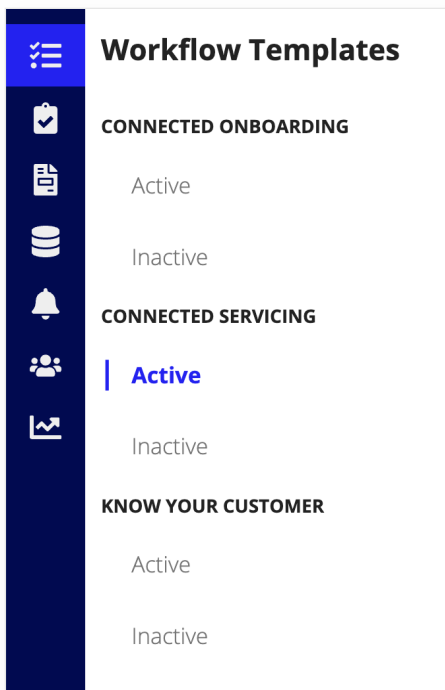 Workflow Templates
CONNECTED ONBOARDING
Active
Inactive
CONNECTED SERVICING
Active
Inactive
KNOW YOUR CUSTOMER
Active
Inactive